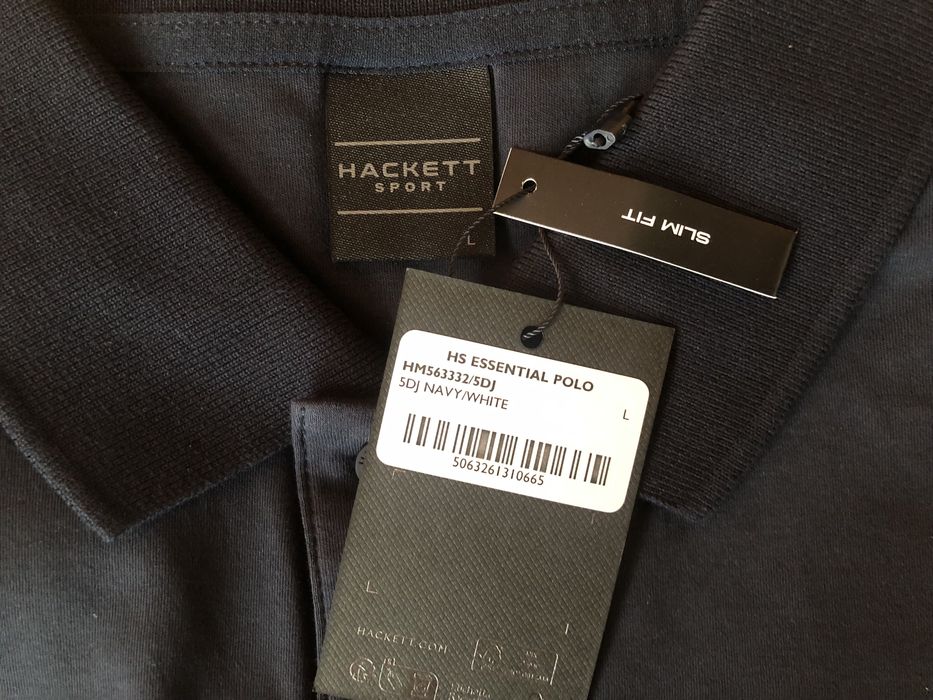 HACKETT
SPORT
L
SLIM FIT
HS ESSENTIAL POLO
HM563332/5DJ
5DJ NAVY/WHITE
L
5063261310665
L
HACKETT.COM